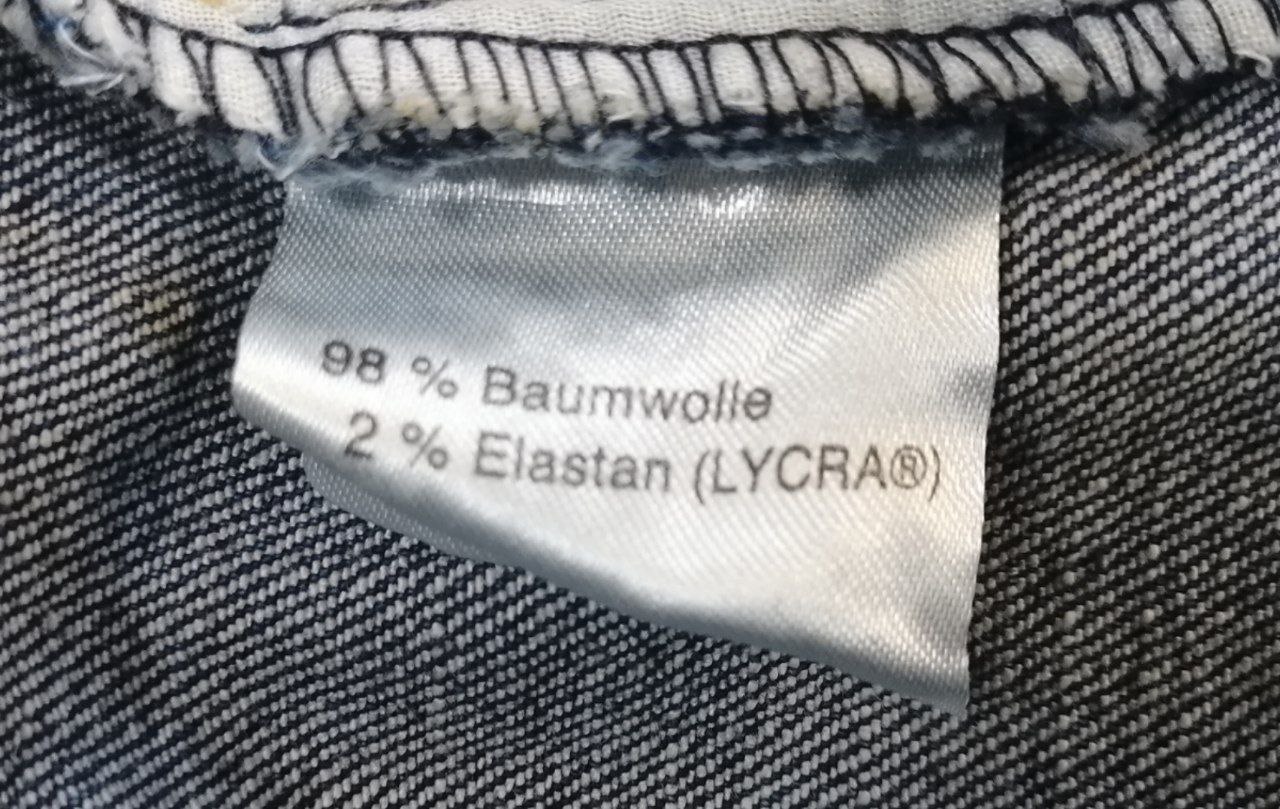 98 % Baumwolle
2 % Elastan (LYCRA®)